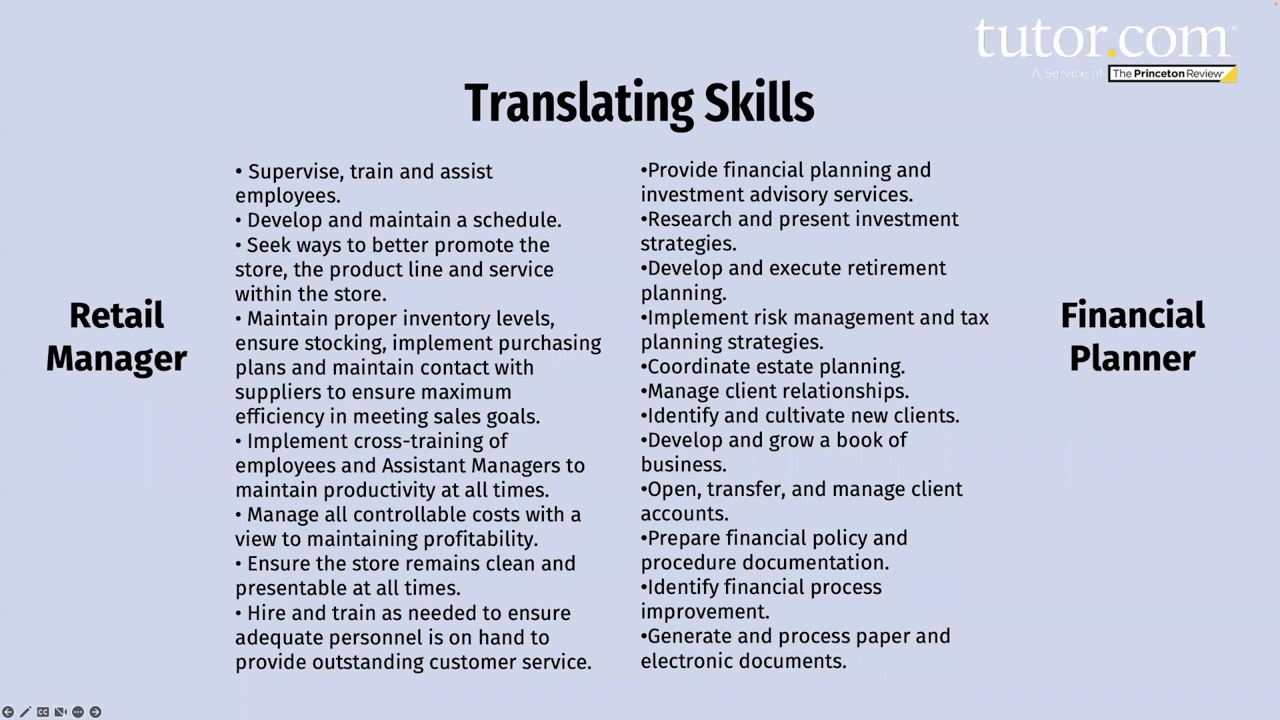 tutor.com
A Service of The Princeton Review
Translating Skills
Retail
Manager
• Supervise, train and assist
employees.
• Develop and maintain a schedule.
• Seek ways to better promote the
store, the product line and service
within the store.
• Maintain proper inventory levels,
ensure stocking, implement purchasing
plans and maintain contact with
suppliers to ensure maximum
efficiency in meeting sales goals.
• Implement cross-training of
employees and Assistant Managers to
maintain productivity at all times.
• Manage all controllable costs with a
view to maintaining profitability.
• Ensure the store remains clean and
presentable at all times.
• Hire and train as needed to ensure
adequate personnel is on hand to
provide outstanding customer service.
•Provide financial planning and
investment advisory services.
•Research and present investment
strategies.
•Develop and execute retirement
planning.
•Implement risk management and tax
planning strategies.
•Coordinate estate planning.
•Manage client relationships.
•Identify and cultivate new clients.
•Develop and grow a book of
business.
•Open, transfer, and manage client
accounts.
•Prepare financial policy and
procedure documentation.
•Identify financial process
improvement.
•Generate and process paper and
electronic documents.
Financial
Planner
CC